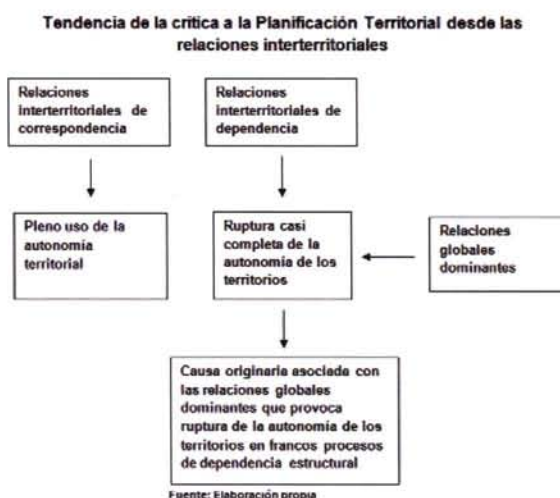 Tendencia de la crítica a la Planificación Territorial desde las
relaciones interterritoriales
Relaciones
interterritoriales de
correspondencia
Relaciones
interterritoriales de
dependencia
Pleno uso de la
autonomía
territorial
Ruptura casi
completa de la
autonomía de los
territorios
Relaciones
globales
dominantes
Causa originaria asociada con
las relaciones globales
dominantes que provoca
ruptura de la autonomía de los
territorios en francos procesos
de dependencia estructural
Fuente: Elaboración propia